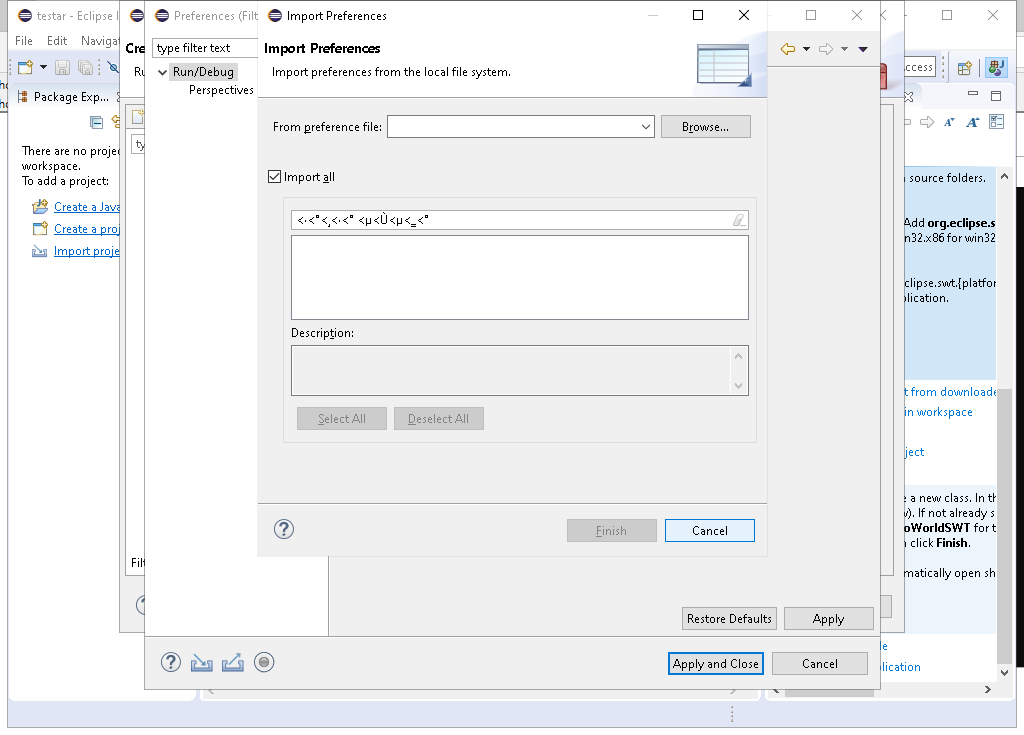 testar - Eclipse I
File Edit Navigat
Package Exp...
There are no projec
workspace.
To add a project:
Create a Java
Create a proj
Import proje
Cre
Ru
ty
Filt
Preferences (Filt
type filter text
Run/Debug
Perspectives
Import Preferences
Import Preferences
Import preferences from the local file system.
From preference file:
Browse...
Import all
Description:
Select All
Deselect All
Finish
Cancel
Restore Defaults
Apply
Apply and Close
Cancel
ccess
source folders.
Add org.eclipse.s
n32.x86 for win32
clipse.swt.{platfor
lication.
t from downloade
in workspace
ject
e a new class. In th
v). If not already s
oWorldSWT for t
click Finish.
matically open sh
le
lication